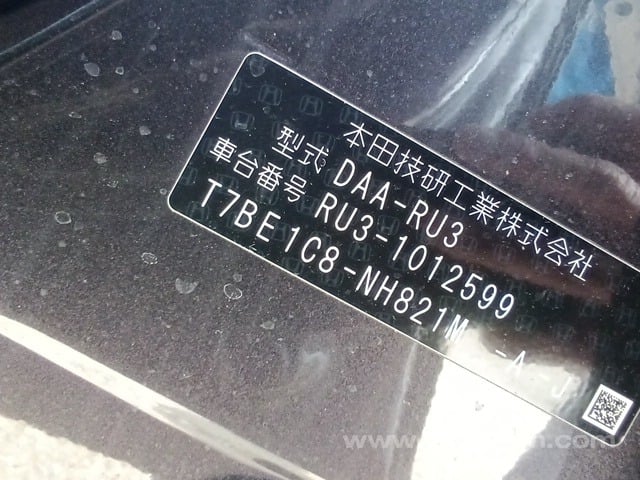 本田技研工業株式会社
型式 DAA-RU3
車台番号 RU3-1012599
T7BE1C8-NH821M -A J